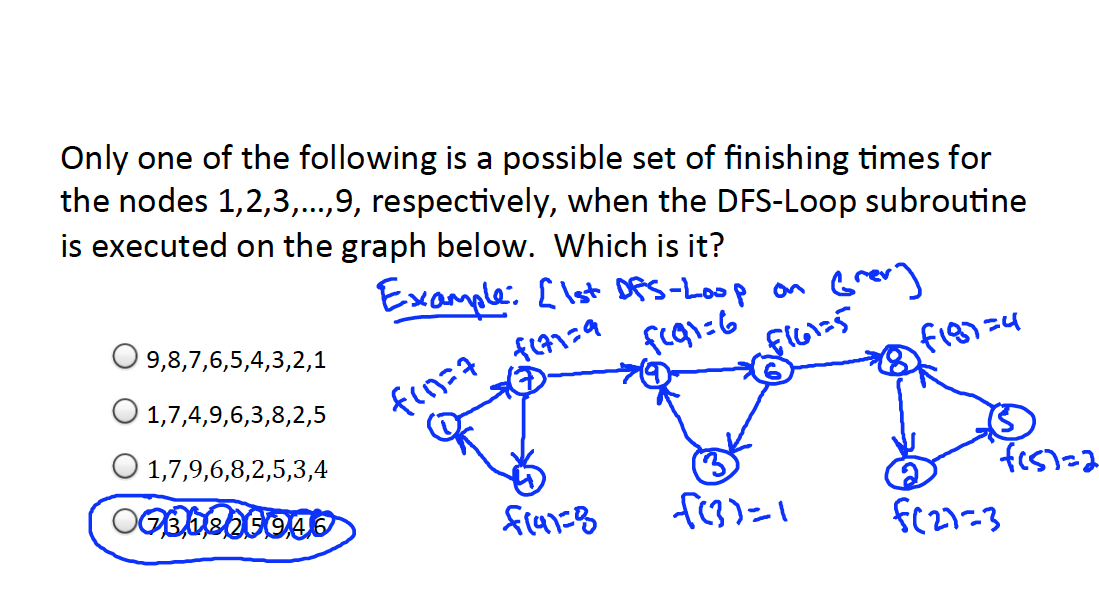 Only one of the following is a possible set of finishing times for
the nodes 1,2,3,…,9, respectively, when the DFS-Loop subroutine
is executed on the graph below. Which is it?
Example: [1st DFS-Loop on Grev]
9,8,7,6,5,4,3,2,1
1,7,4,9,6,3,8,2,5
1,7,9,6,8,2,5,3,4
7,3,1,8,2,5,9,4,6
f(1)=7
f(7)=9
f(9)=6
f(6)=5
f(8)=4
1
7
9
6
8
4
3
2
5
f(4)=8
f(3)=1
f(2)=3
f(5)=2